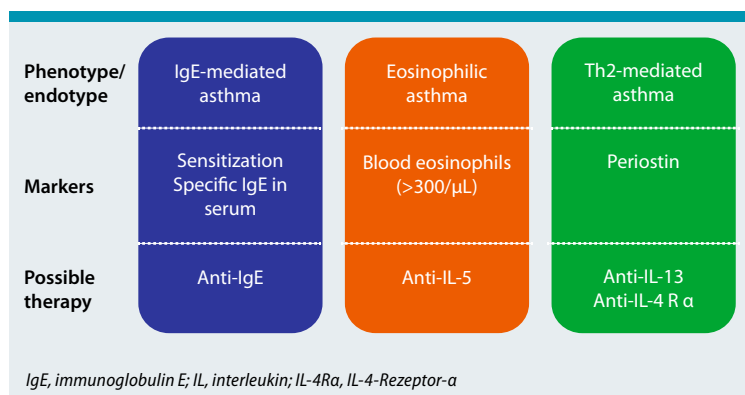 Phenotype/
endotype
IgE-mediated
asthma
Eosinophilic
asthma
Th2-mediated
asthma
Markers
Sensitization
Specific IgE in
serum
Blood eosinophils
(>300/µL)
Periostin
Possible
therapy
Anti-IgE
Anti-IL-5
Anti-IL-13
Anti-IL-4 R α
IgE, immunoglobulin E; IL, interleukin; IL-4Rα, IL-4-Rezeptor-α